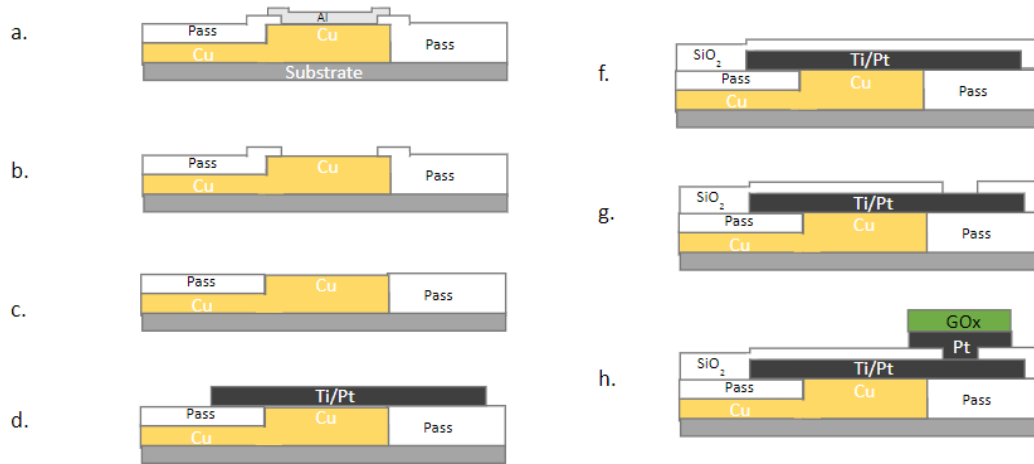 a.
Al
Pass
Cu
Pass
Cu
Substrate
b.
Pass
Cu
Pass
Cu
c.
Pass
Cu
Pass
Cu
d.
Ti/Pt
Pass
Cu
Pass
Cu
f.
SiO2
Ti/Pt
Pass
Cu
Pass
Cu
g.
SiO2
Ti/Pt
Pass
Cu
Pass
Cu
h.
GOx
Pt
SiO2
Ti/Pt
Pass
Cu
Pass
Cu